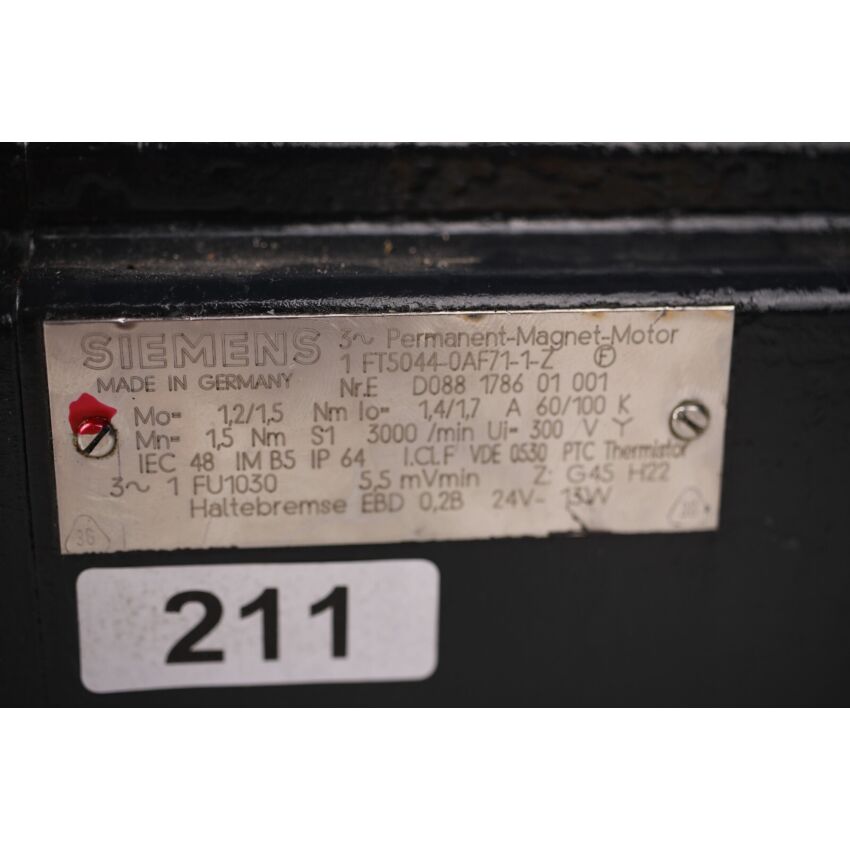 SIEMENS 3~ Permanent-Magnet-Motor
1 FT5044-0AF71-1-Z F
MADE IN GERMANY Nr.E D088 1786 01 001
Mo= 1,2/1,5 Nm Io= 1,4/1,7 A 60/100 K
Mn= 1,5 Nm S1 3000 /min Ui= 300 V Y
IEC 48 IM B5 IP 64 I.Cl.F VDE 0530 PTC Thermistor
3~ 1 FU1030 5,5 mVmin Z: G45 H22
Haltebremse EBD 0,2B 24V- 13W
36
211